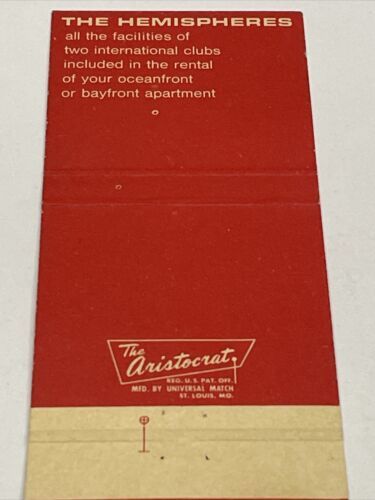 THE HEMISPHERES
all the facilities of
two international clubs
included in the rental
of your oceanfront
or bayfront apartment
The
Aristocrat
REG. U.S. PAT. OFF.
MFD. BY UNIVERSAL MATCH
ST. LOUIS, MO.